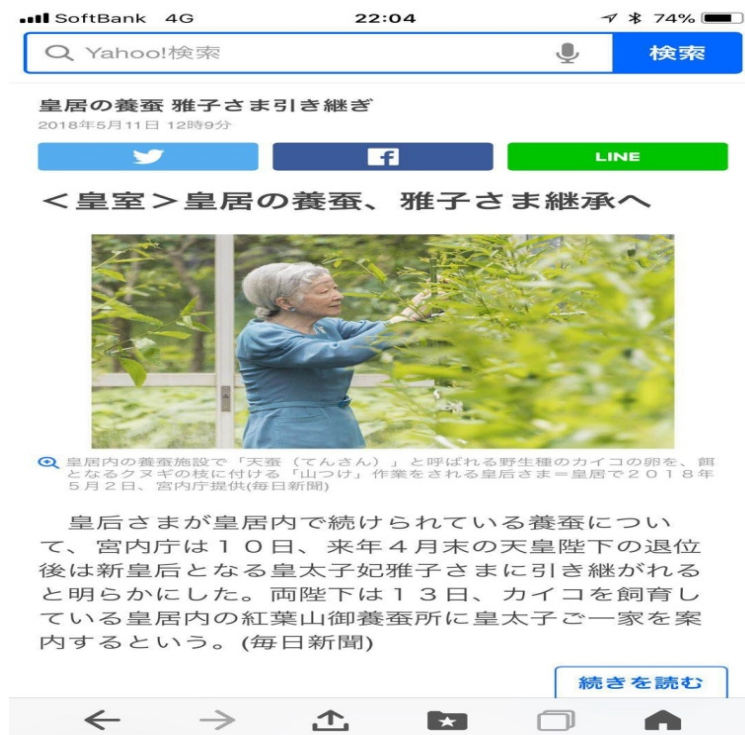 SoftBank 4G 22:04 74%
Yahoo!検索 検索
皇居の養蚕 雅子さま引き継ぎ
2018年5月11日 12時9分
LINE
<皇室>皇居の養蚕、雅子さま継承へ
皇居内の養蚕施設で「天蚕(てんさん)」と呼ばれる野生種のカイコの卵を、餌
となるクヌギの枝に付ける「山つけ」作業をされる皇后さま=皇居で2018年
5月2日、宮内庁提供(毎日新聞)
皇后さまが皇居内で続けられている養蚕につい
て、宮内庁は10日、来年4月末の天皇陛下の退位
後は新皇后となる皇太子妃雅子さまに引き継がれる
と明らかにした。両陛下は13日、カイコを飼育し
ている皇居内の紅葉山御養蚕所に皇太子ご一家を案
内するという。(毎日新聞)
続きを読む